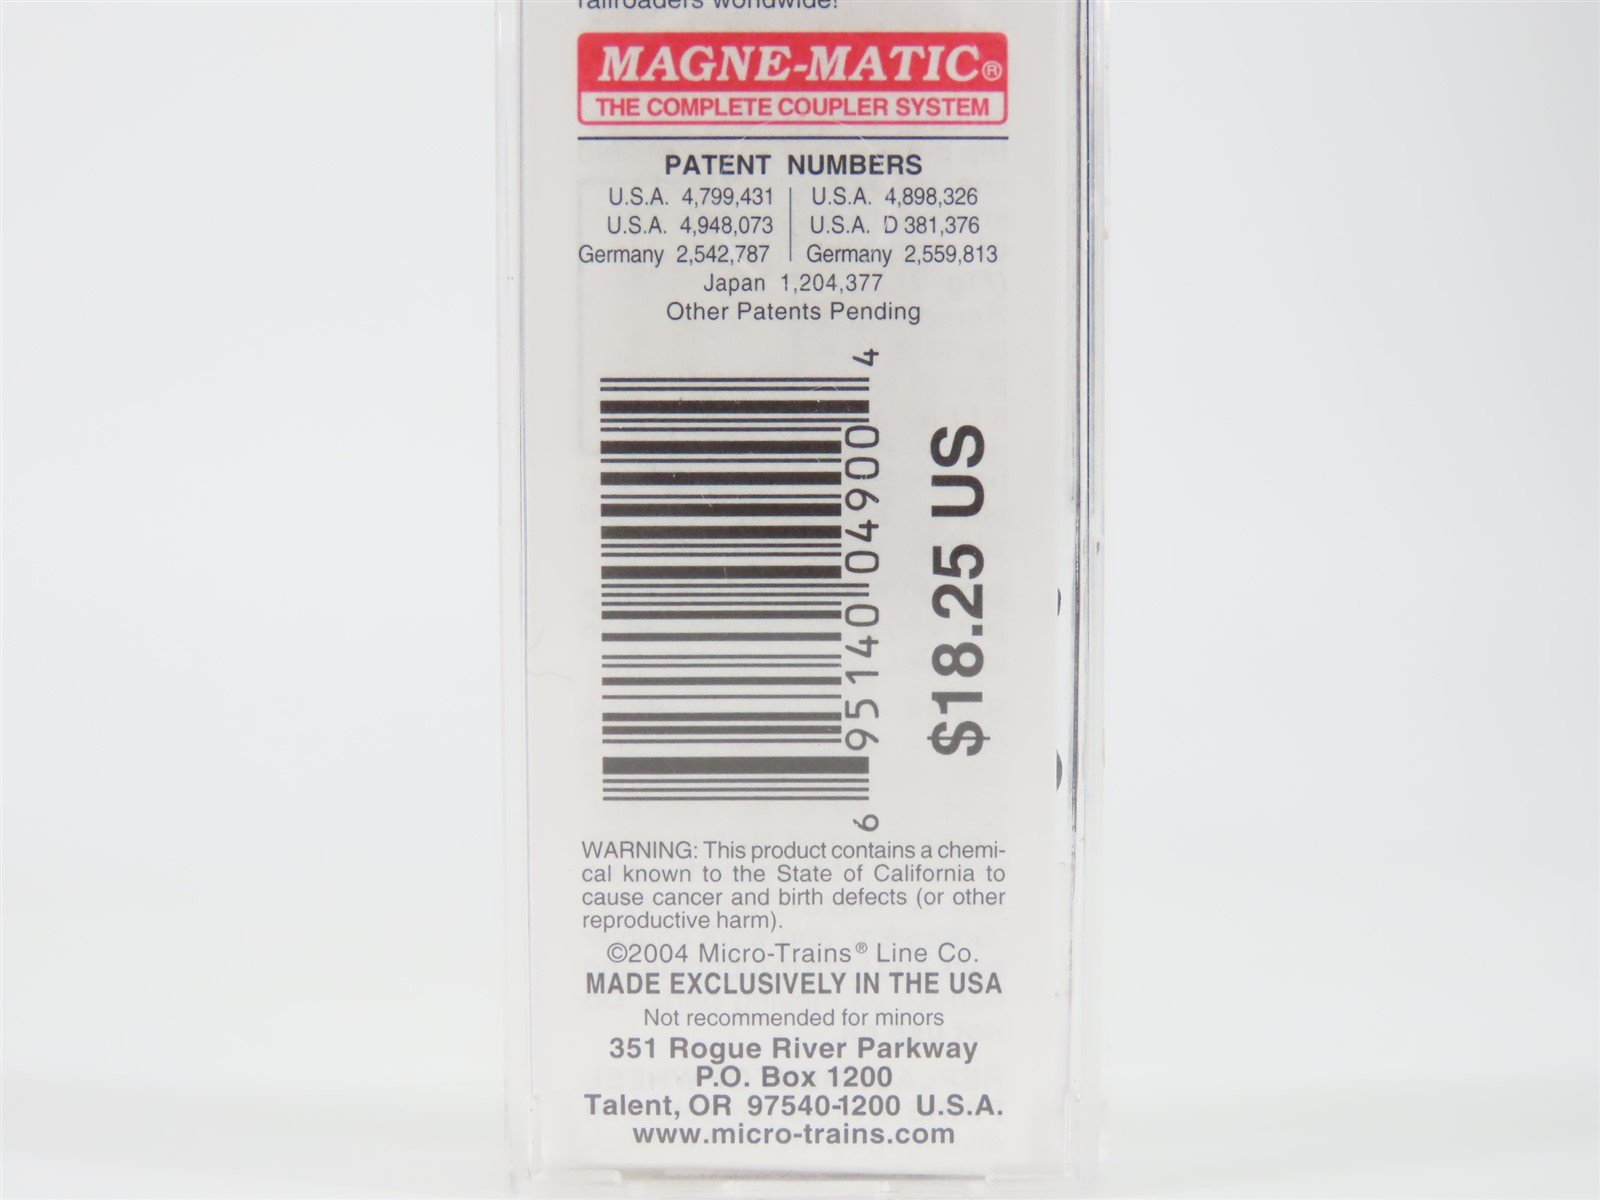 railroaders worldwide!
MAGNE-MATIC®
THE COMPLETE COUPLER SYSTEM
PATENT NUMBERS
U.S.A. 4,799,431 | U.S.A. 4,898,326
U.S.A. 4,948,073 | U.S.A. D 381,376
Germany 2,542,787 | Germany 2,559,813
Japan 1,204,377
Other Patents Pending
6 95140 04900 4
$18.25 US
WARNING: This product contains a chemi-
cal known to the State of California to
cause cancer and birth defects (or other
reproductive harm).
©2004 Micro-Trains® Line Co.
MADE EXCLUSIVELY IN THE USA
Not recommended for minors
351 Rogue River Parkway
P.O. Box 1200
Talent, OR 97540-1200 U.S.A.
www.micro-trains.com